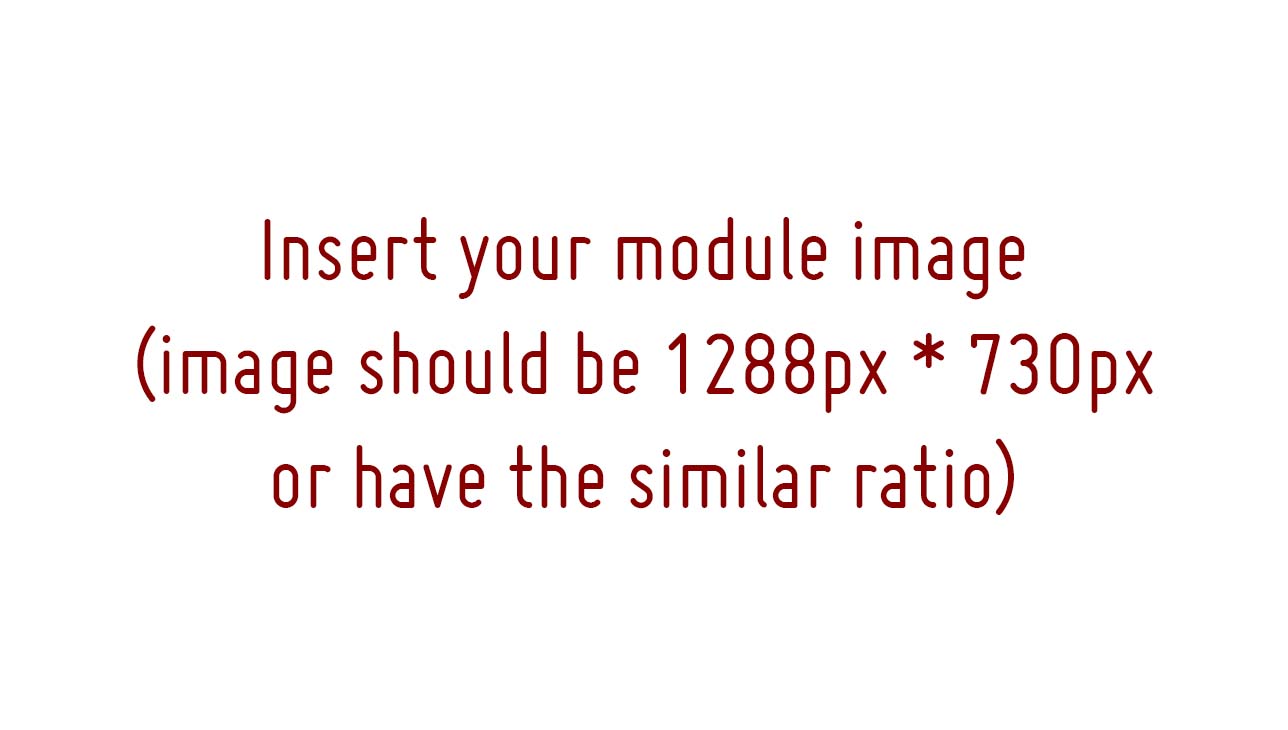 Insert your module image
(image should be 1288px * 730px
or have the similar ratio)